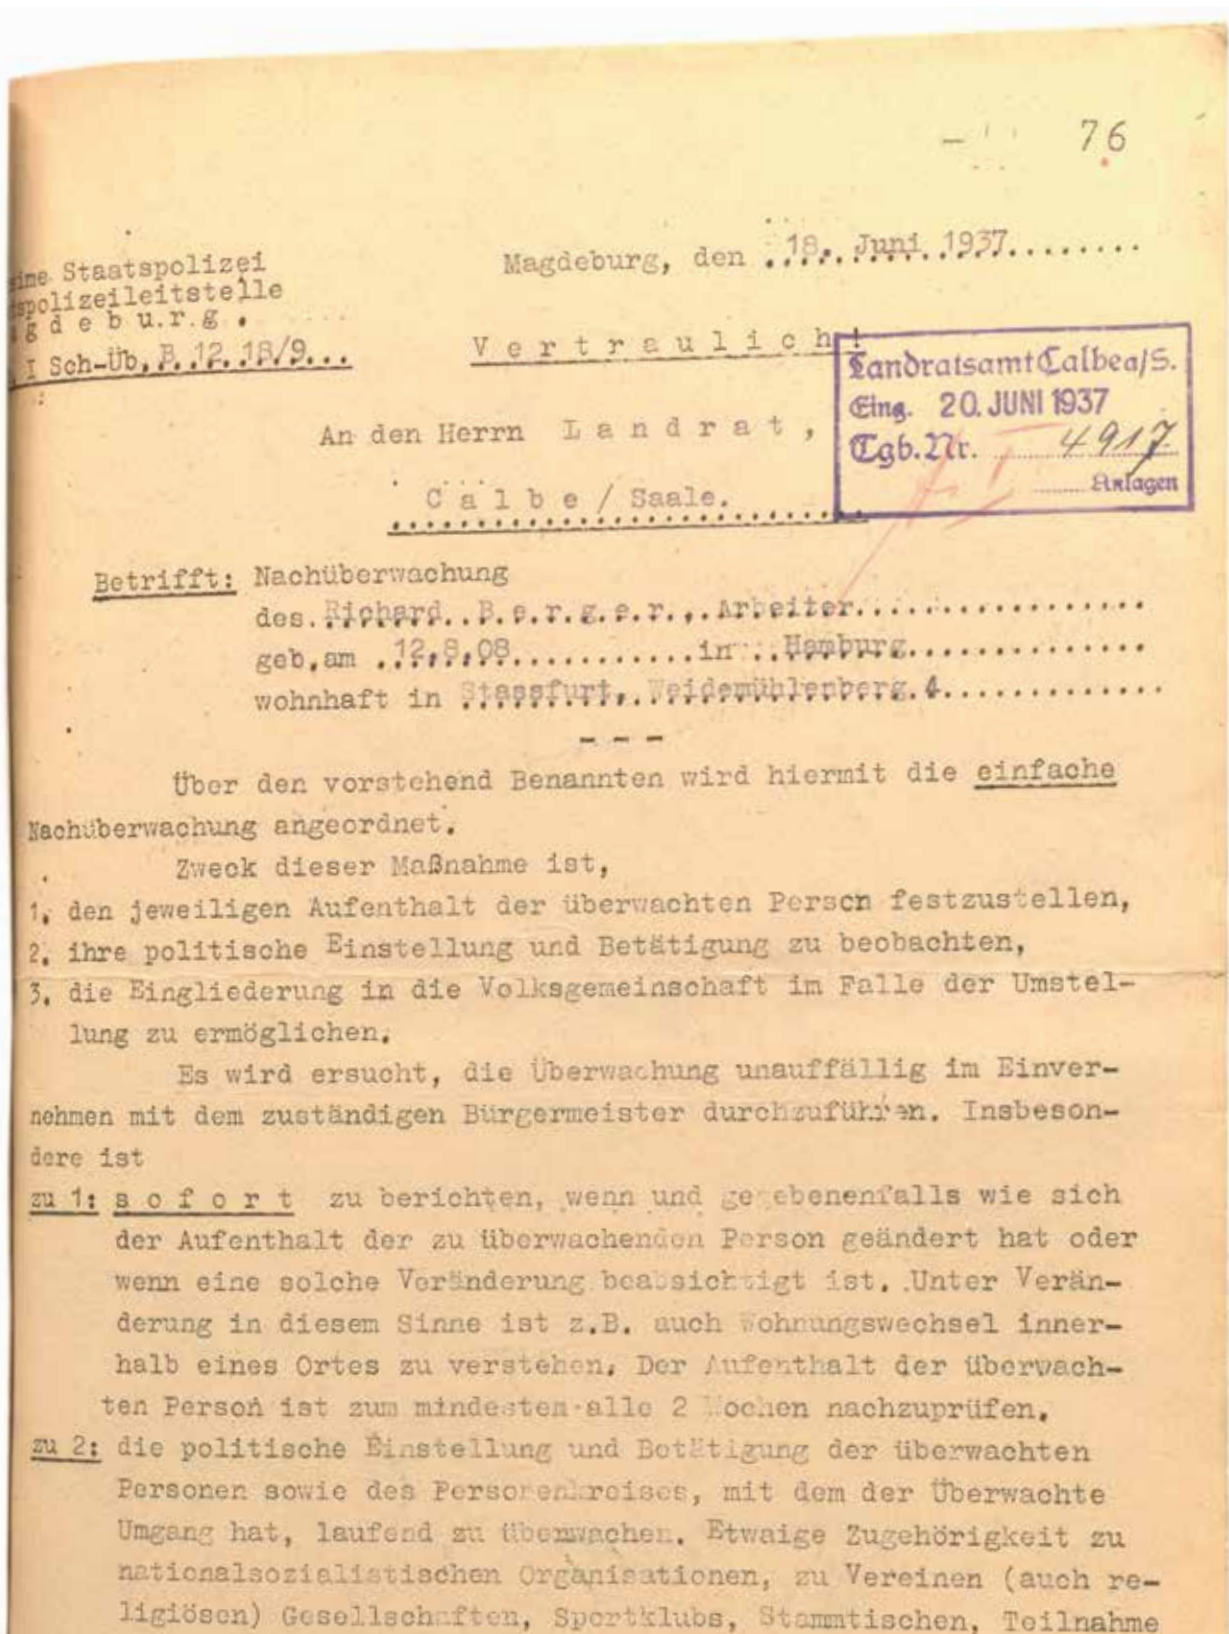 76
Magdeburg, den 18. Juni 1937
eime Staatspolizei
tspolizeileitstelle
g d e b u r g .
I Sch-Üb. B. 12 18/9
V e r t r a u l i c h !
Landratsamt Calbe a/S.
Eing. 20. JUNI 1937
Tgb. Nr. 4917
Anlagen
An den Herrn L a n d r a t ,
C a l b e / Saale.
Betrifft: Nachüberwachung
des Richard B e r g e r , Arbeiter
geb. am 12.8.08 in Hamburg
wohnhaft in Stassfurt, Weidemühlenberg 4
- - -
Über den vorstehend Benannten wird hiermit die einfache
Nachüberwachung angeordnet.
Zweck dieser Maßnahme ist,
1. den jeweiligen Aufenthalt der überwachten Person festzustellen,
2. ihre politische Einstellung und Betätigung zu beobachten,
3. die Eingliederung in die Volksgemeinschaft im Falle der Umstel-
lung zu ermöglichen.
Es wird ersucht, die Überwachung unauffällig im Einver-
nehmen mit dem zuständigen Bürgermeister durchzuführen. Insbeson-
dere ist
zu 1: s o f o r t zu berichten, wenn und gegebenenfalls wie sich
der Aufenthalt der zu überwachenden Person geändert hat oder
wenn eine solche Veränderung beabsichtigt ist. Unter Verän-
derung in diesem Sinne ist z.B. auch Wohnungswechsel inner-
halb eines Ortes zu verstehen. Der Aufenthalt der überwach-
ten Person ist zum mindesten alle 2 Wochen nachzuprüfen.
zu 2: die politische Einstellung und Betätigung der überwachten
Personen sowie des Personenkreises, mit dem der Überwachte
Umgang hat, laufend zu überwachen. Etwaige Zugehörigkeit zu
nationalsozialistischen Organisationen, zu Vereinen (auch re-
ligiösen) Gesellschaften, Sportklubs, Stammtischen, Teilnahme